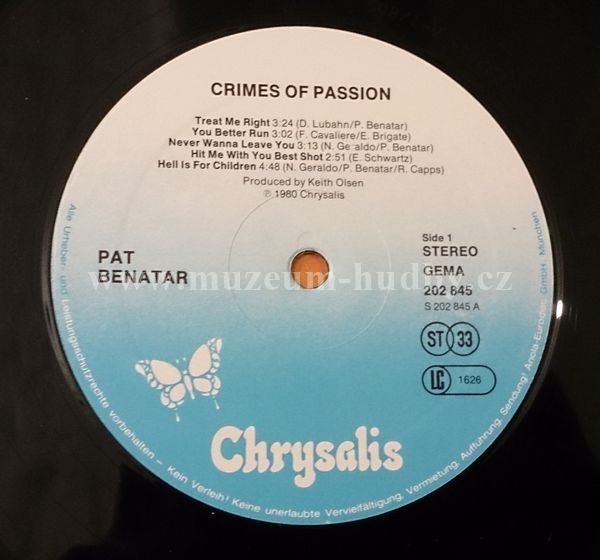 CRIMES OF PASSION
Treat Me Right 3:24 (D. Lubahn/P. Benatar)
You Better Run 3:02 (F. Cavaliere/E. Brigate)
Never Wanna Leave You 3:13 (N. Geraldo/P. Benatar)
Hit Me With You Best Shot 2:51 (E. Schwartz)
Hell Is For Children 4:48 (N. Geraldo/P. Benatar/R. Capps)
Produced by Keith Olsen
℗ 1980 Chrysalis
PAT
BENATAR
Side 1
STEREO
GEMA
202 845
S 202 845 A
ST 33
LC 1626
www.muzeum-hudby.cz
Chrysalis
Alle Urheber- und Leistungsschutzrechte vorbehalten – Kein Verleih! Keine unerlaubte Vervielfältigung, Vermietung, Aufführung, Sendung! Ariola-Eurodisc GmbH, München